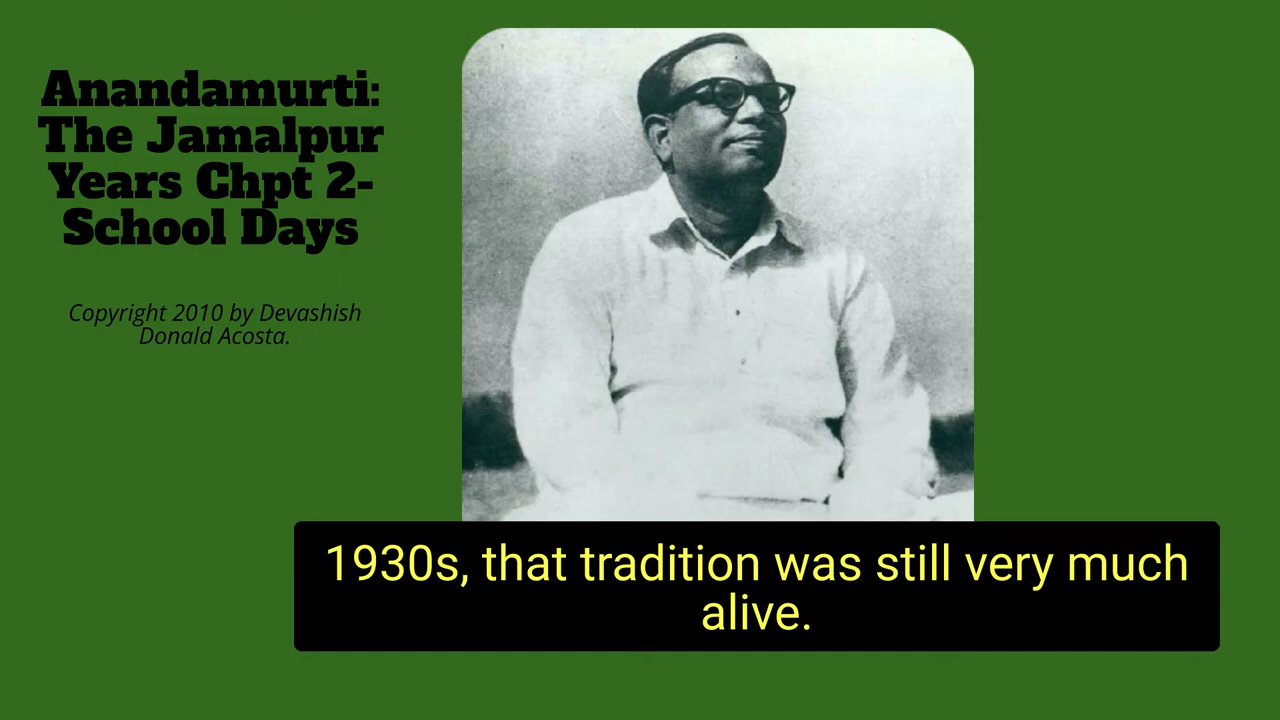 Anandamurti:
The Jamalpur
Years Chpt 2-
School Days
Copyright 2010 by Devashish
Donald Acosta.
1930s, that tradition was still very much
alive.